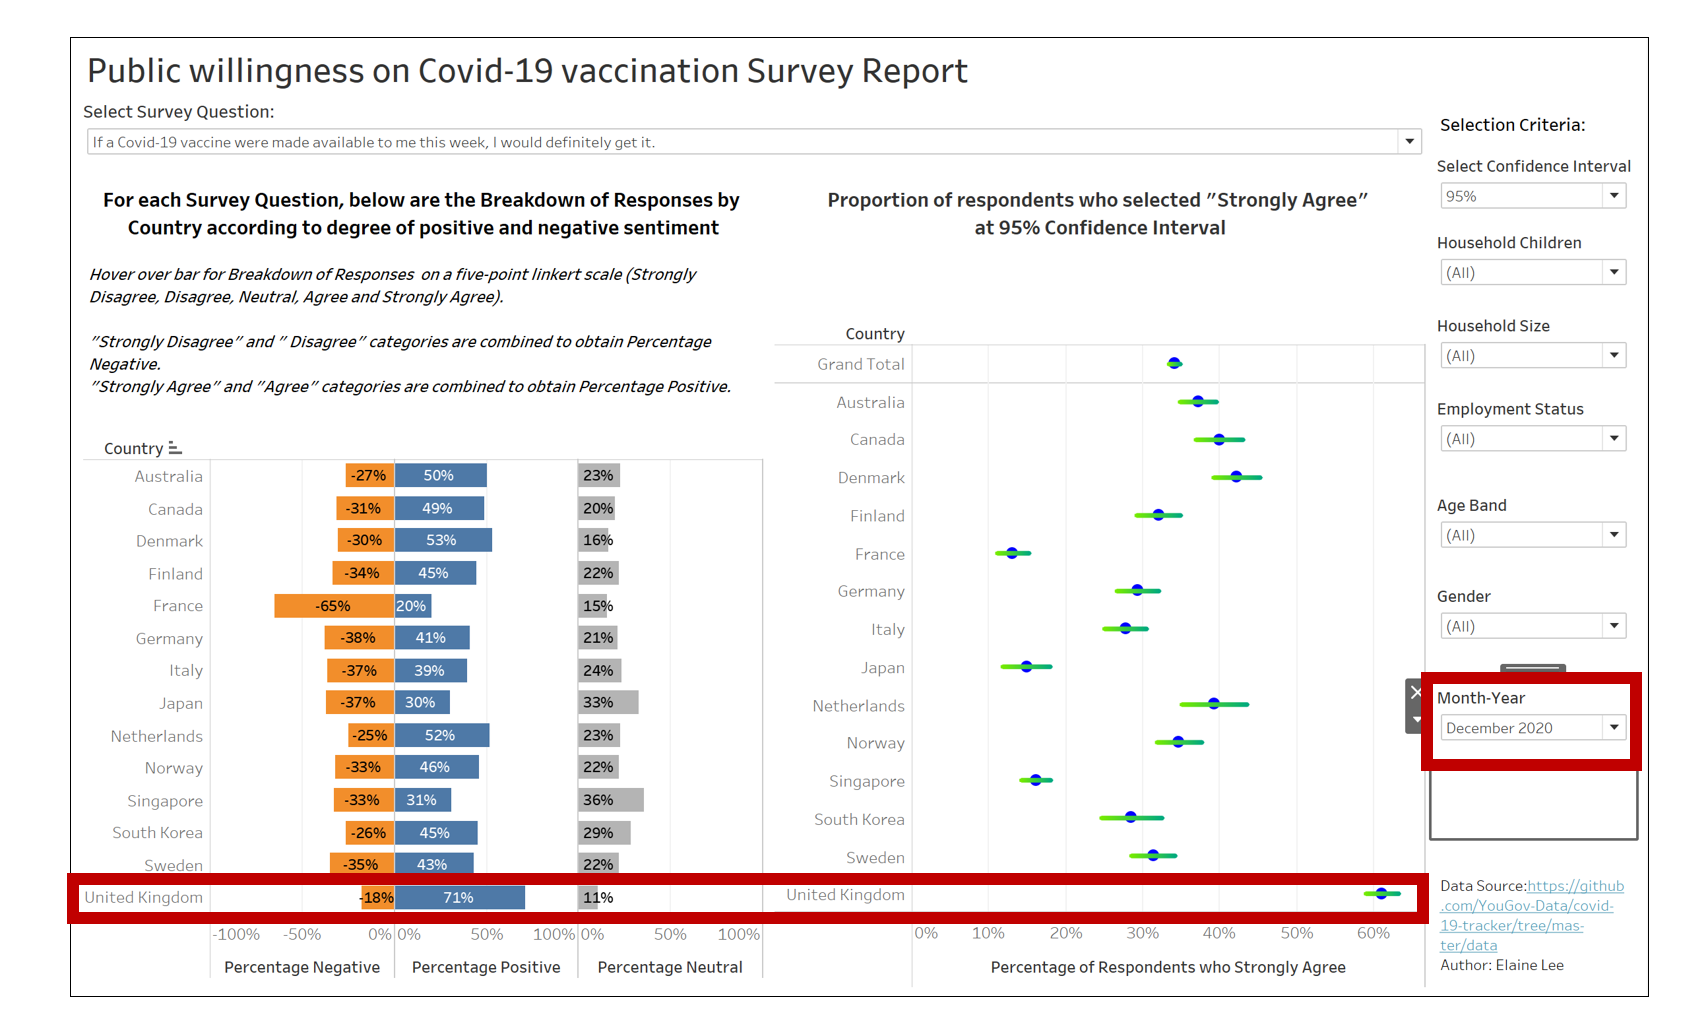 Public willingness on Covid-19 vaccination Survey Report
Select Survey Question:
If a Covid-19 vaccine were made available to me this week, I would definitely get it.
For each Survey Question, below are the Breakdown of Responses by
Country according to degree of positive and negative sentiment
Hover over bar for Breakdown of Responses on a five-point linkert scale (Strongly
Disagree, Disagree, Neutral, Agree and Strongly Agree).
"Strongly Disagree" and " Disagree" categories are combined to obtain Percentage
Negative.
"Strongly Agree" and "Agree" categories are combined to obtain Percentage Positive.
Country
Australia -27% 50% 23%
Canada -31% 49% 20%
Denmark -30% 53% 16%
Finland -34% 45% 22%
France -65% 20% 15%
Germany -38% 41% 21%
Italy -37% 39% 24%
Japan -37% 30% 33%
Netherlands -25% 52% 23%
Norway -33% 46% 22%
Singapore -33% 31% 36%
South Korea -26% 45% 29%
Sweden -35% 43% 22%
United Kingdom -18% 71% 11%
-100% -50% 0% 0% 50% 100% 0% 50% 100%
Percentage Negative Percentage Positive Percentage Neutral
Proportion of respondents who selected "Strongly Agree"
at 95% Confidence Interval
Country
Grand Total
Australia
Canada
Denmark
Finland
France
Germany
Italy
Japan
Netherlands
Norway
Singapore
South Korea
Sweden
United Kingdom
0% 10% 20% 30% 40% 50% 60%
Percentage of Respondents who Strongly Agree
Selection Criteria:
Select Confidence Interval
95%
Household Children
(All)
Household Size
(All)
Employment Status
(All)
Age Band
(All)
Gender
(All)
Month-Year
December 2020
Data Source:https://github
.com/YouGov-Data/covid-
19-tracker/tree/mas-
ter/data
Author: Elaine Lee